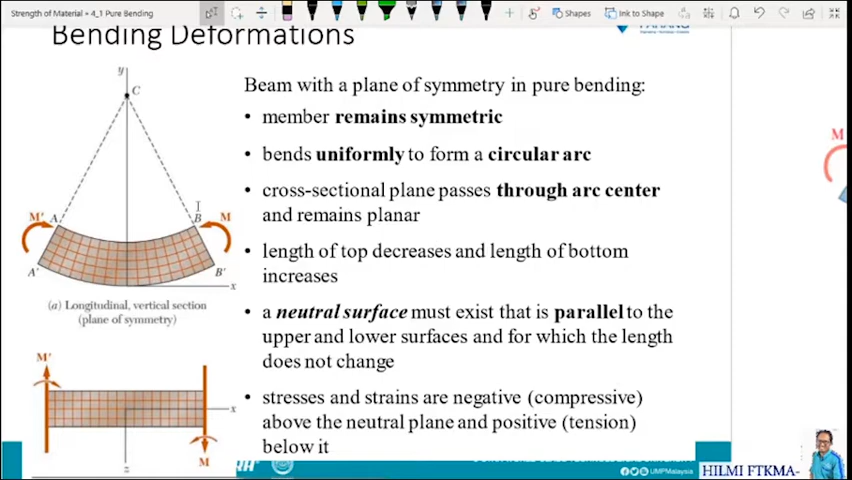 Strength of Material » 4_1 Pure Bending
Shapes
Ink to Shape
Bending Deformations
Beam with a plane of symmetry in pure bending:
• member remains symmetric
• bends uniformly to form a circular arc
• cross-sectional plane passes through arc center
and remains planar
• length of top decreases and length of bottom
increases
• a neutral surface must exist that is parallel to the
upper and lower surfaces and for which the length
does not change
• stresses and strains are negative (compressive)
above the neutral plane and positive (tension)
below it
y
C
M' A
B M
A'
B'
x
(a) Longitudinal, vertical section
(plane of symmetry)
M'
x
M
z
M
UMPMalaysia
HILMI FTKMA-